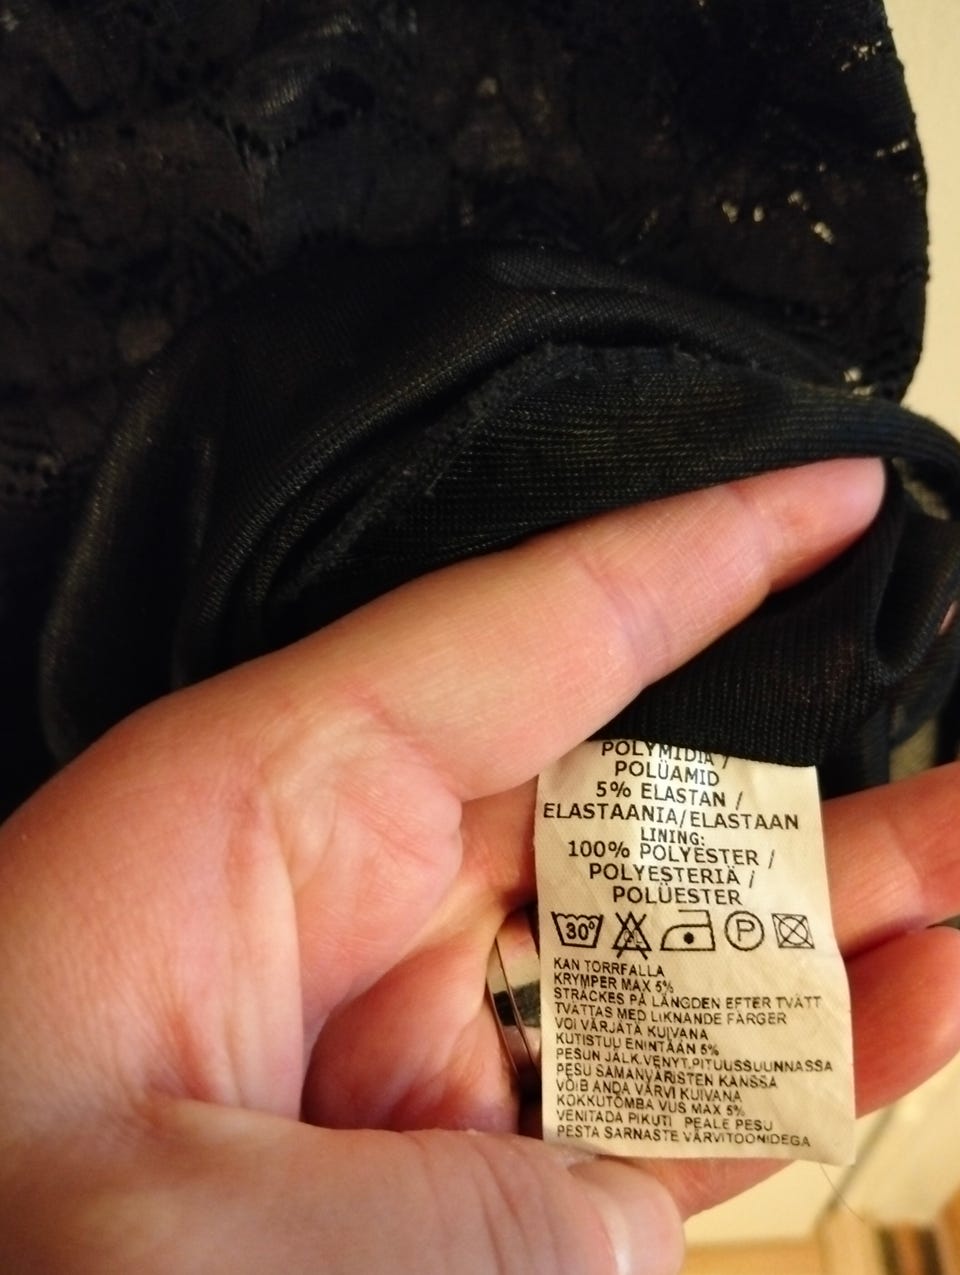 POLYMIDIA /
POLÜAMID
5% ELASTAN /
ELASTAANIA/ELASTAAN
LINING:
100% POLYESTER /
POLYESTERIÄ /
POLÜESTER
30° CL P
KAN TORRFÄLLA
KRYMPER MAX 5%
STRÄCKES PÅ LÄNGDEN EFTER TVÄTT
TVÄTTAS MED LIKNANDE FÄRGER
VOI VÄRJÄTÄ KUIVANA
KUTISTUU ENINTÄÄN 5%
PESUN JÄLK.VENYT.PITUUSSUUNNASSA
PESU SAMANVÄRISTEN KANSSA
VÕIB ANDA VÄRVI KUIVANA
KOKKUTÕMBA VUS MAX 5%
VENITADA PIKUTI PEALE PESU
PESTA SARNASTE VÄRVITOONIDEGA